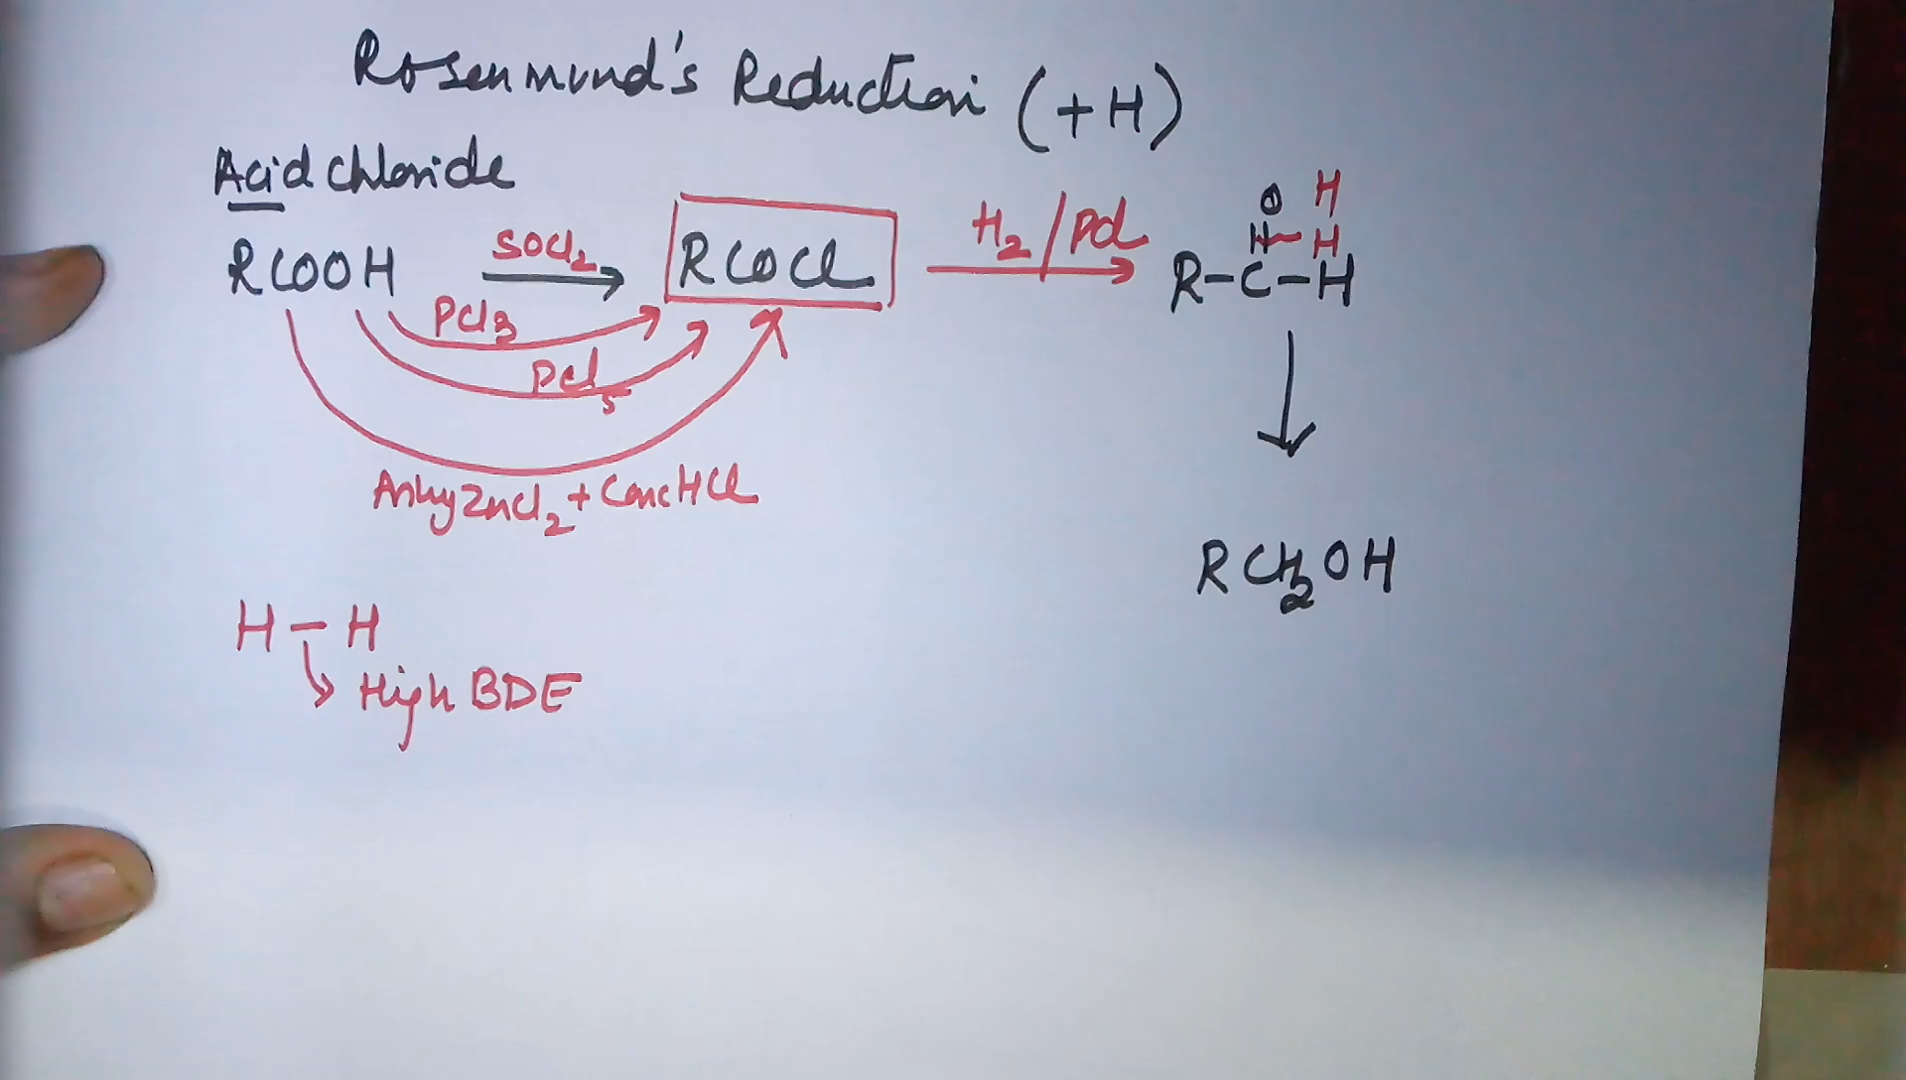 Rosenmund's Reduction (+H)
Acid chloride
RCOOH SOCl2 RCOCl H2/Pd R-C-H
O H
H
PCl3
PCl5
Anhy ZnCl2 + Conc HCl
RCH2OH
H-H
High BDE